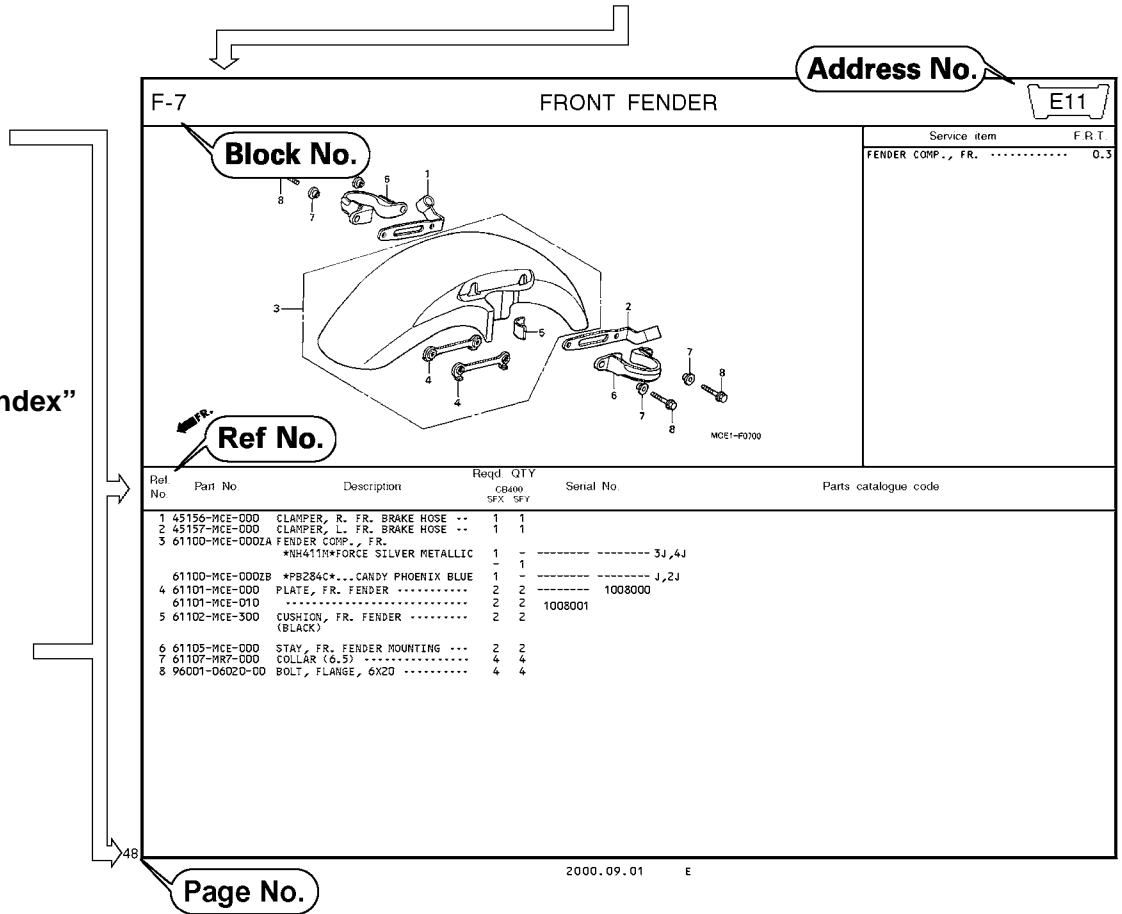 Address No.
F-7 FRONT FENDER E11
Block No.
Service item F.R.T.
FENDER COMP., FR. ------------ 0.3
8 7 6 1
3 2
5
4 4
7 8
6 7 8
FR.
MCE1-F0700
ndex”
Ref No.
Ref. No. Part No. Description Reqd. QTY CB400 SFX SFY Serial No. Parts catalogue code
1 45156-MCE-000 CLAMPER, R. FR. BRAKE HOSE -- 1 1
2 45157-MCE-000 CLAMPER, L. FR. BRAKE HOSE -- 1 1
3 61100-MCE-000ZA FENDER COMP., FR.
*NH411M*FORCE SILVER METALLIC 1 - -------- -------- 3J,4J
- 1
61100-MCE-000ZB *PB284C*...CANDY PHOENIX BLUE 1 - -------- -------- J,2J
4 61101-MCE-000 PLATE, FR. FENDER ----------- 2 2 -------- 1008000
61101-MCE-010 --------------------------- 2 2 1008001
5 61102-MCE-300 CUSHION, FR. FENDER --------- 2 2
(BLACK)
6 61105-MCE-000 STAY, FR. FENDER MOUNTING --- 2 2
7 61107-MR7-000 COLLAR (6.5) ---------------- 4 4
8 96001-06020-00 BOLT, FLANGE, 6X20 ---------- 4 4
48
2000.09.01 E
Page No.